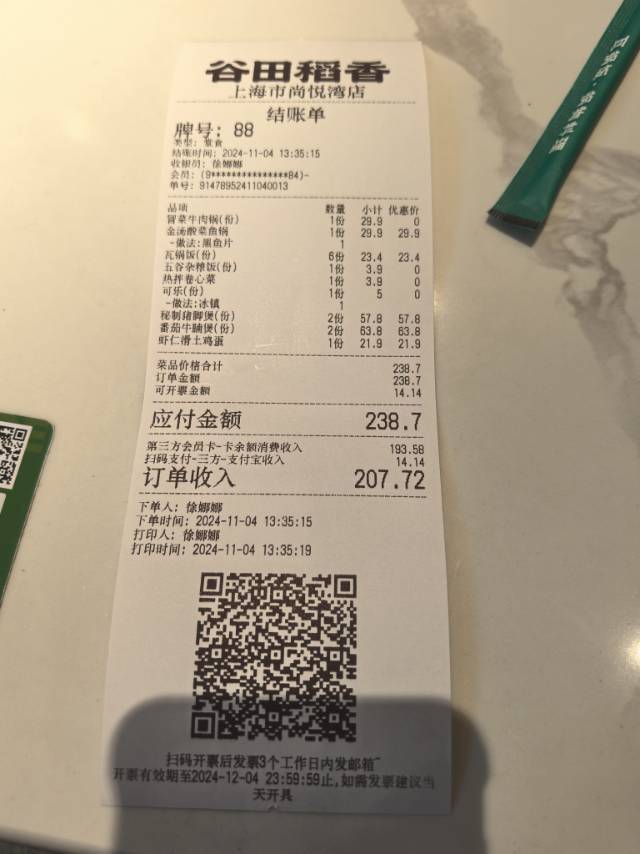 谷田稻香
上海市尚悦湾店
结账单
牌号: 88
类型: 堂食
结账时间: 2024-11-04 13:35:15
收银员: 徐娜娜
会员: (9***************84)-
单号: 91478952411040013
品项 数量 小计 优惠价
冒菜牛肉锅(份) 1份 29.9 0
金汤酸菜鱼锅 1份 29.9 29.9
-做法:黑鱼片 1
瓦锅饭(份) 6份 23.4 23.4
五谷杂粮饭(份) 1份 3.9 0
热拌卷心菜 1份 3.9 0
可乐(份) 1份 5 0
-做法:冰镇 1
秘制猪脚煲(份) 2份 57.8 57.8
番茄牛腩煲(份) 2份 63.8 63.8
虾仁滑土鸡蛋 1份 21.9 21.9
菜品价格合计 238.7
订单金额 238.7
可开票金额 14.14
应付金额 238.7
第三方会员卡-卡余额消费收入 193.58
扫码支付-三方-支付宝收入 14.14
订单收入 207.72
下单人: 徐娜娜
下单时间: 2024-11-04 13:35:15
打印人: 徐娜娜
打印时间: 2024-11-04 13:35:19
扫码开票后发票3个工作日内发邮箱~
开票有效期至2024-12-04 23:59:59止,如需发票建议当
天开具